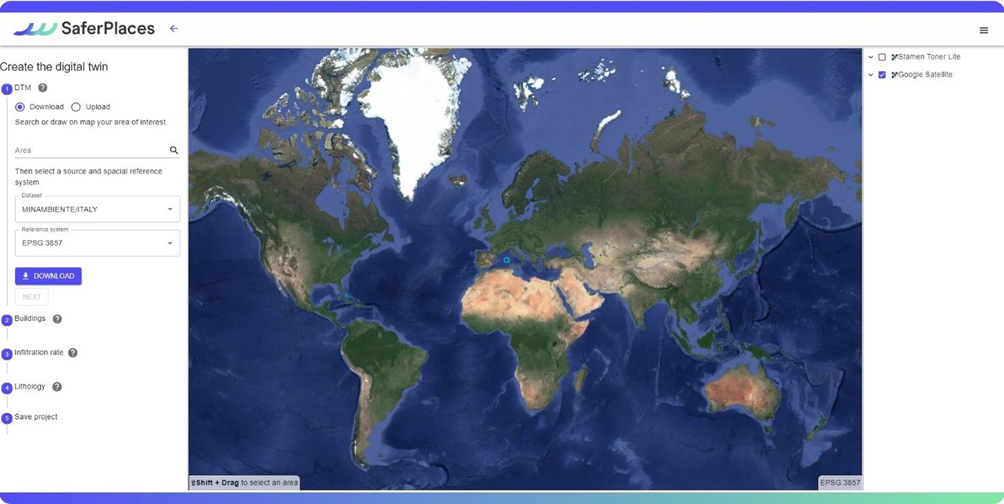 SaferPlaces
Create the digital twin
1 DTM ?
Download Upload
Search or draw on map your area of interest
Area
Then select a source and spacial reference
system
Dataset
MINAMBIENTE/ITALY
Reference system
EPSG:3857
DOWNLOAD
NEXT
2 Buildings ?
3 Infiltration rate ?
4 Lithology ?
5 Save project
⇧Shift + Drag to select an area
EPSG:3857
Stamen Toner Lite
Google Satellite